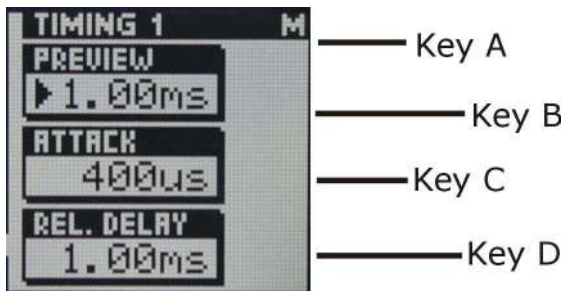 TIMING 1 M
Key A
PREVIEW
1.00ms
Key B
ATTACK
400us
Key C
REL. DELAY
1.00ms
Key D